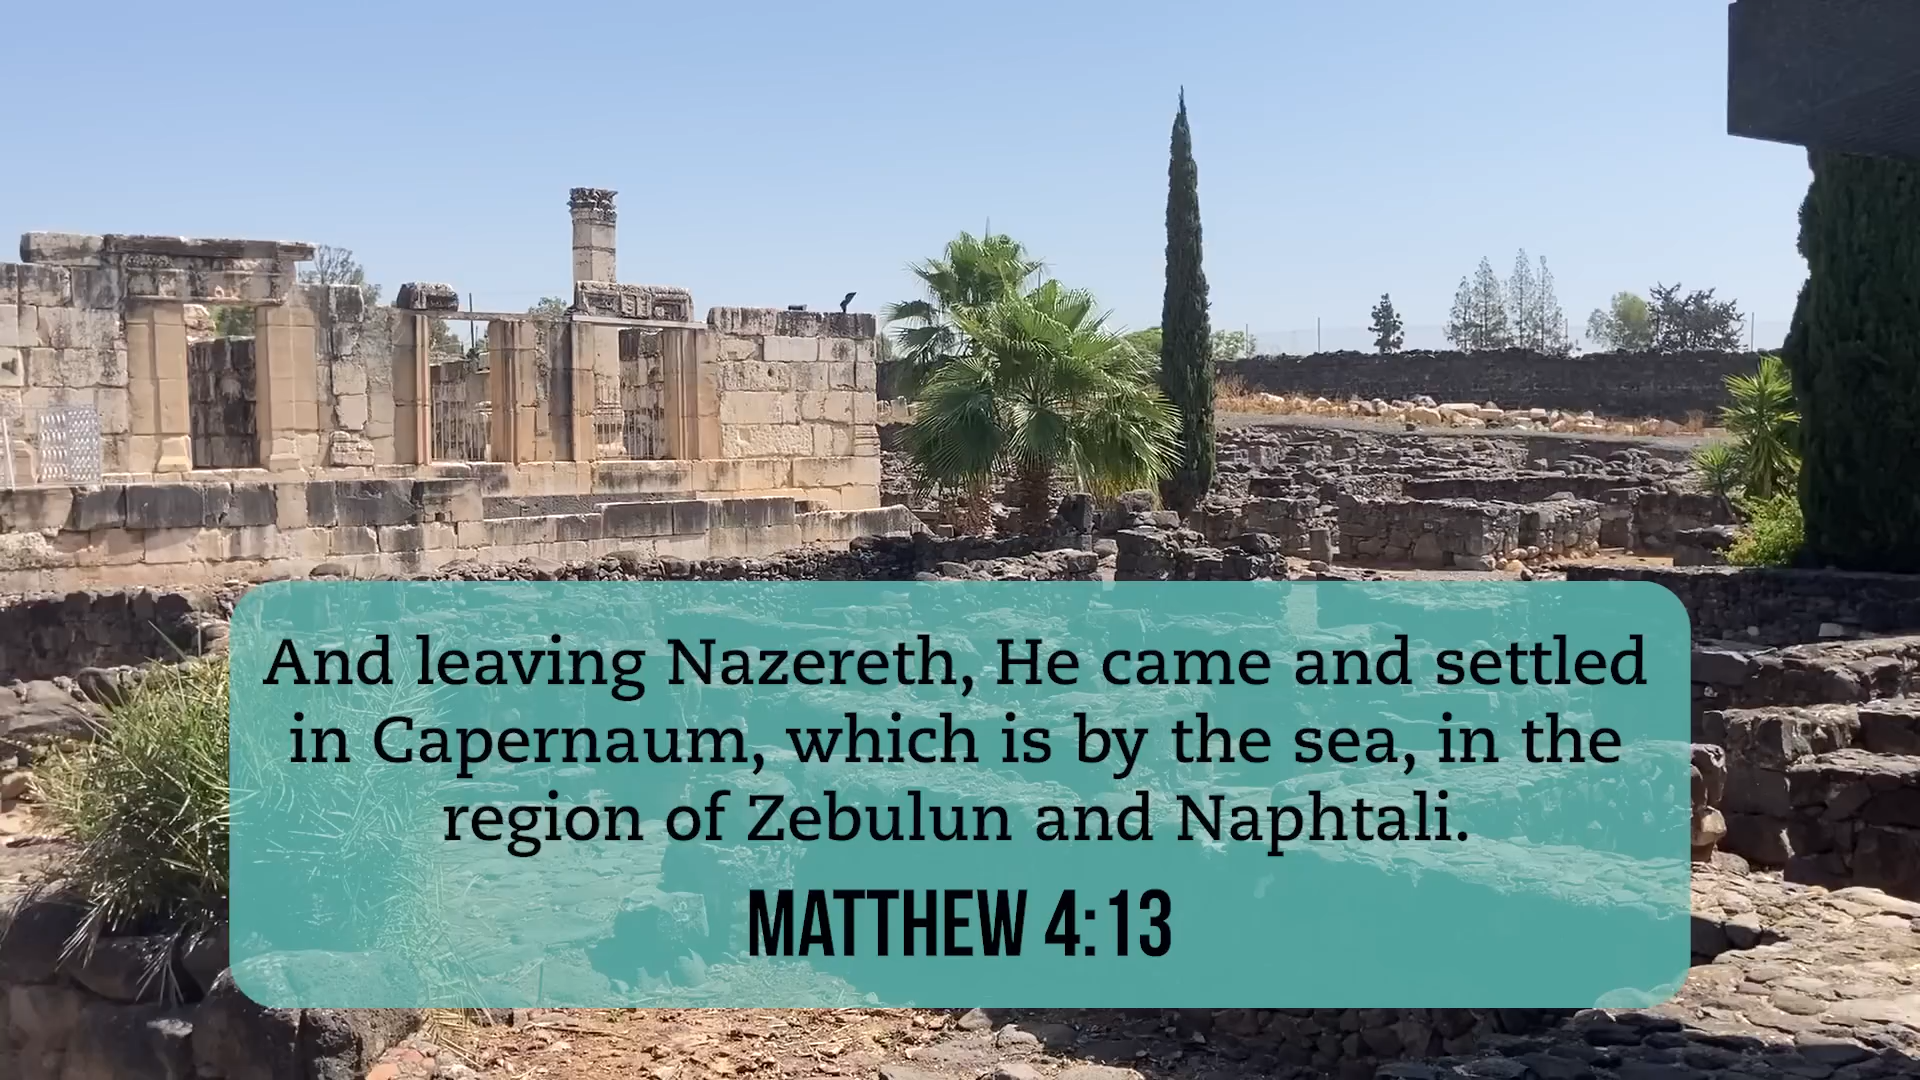 And leaving Nazereth, He came and settled
in Capernaum, which is by the sea, in the
region of Zebulun and Naphtali.
MATTHEW 4:13